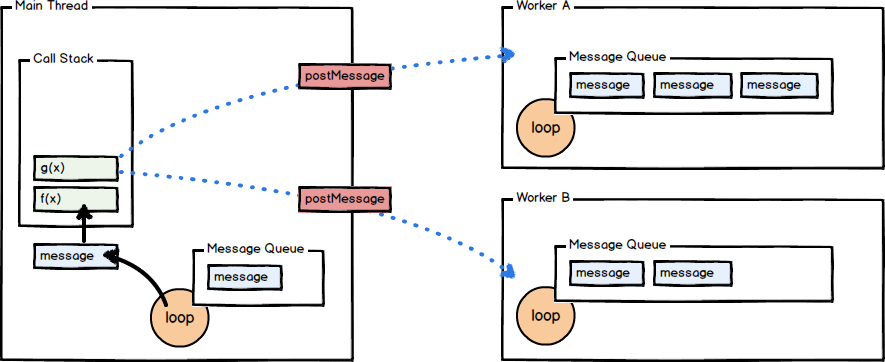 Main Thread
Call Stack
g(x)
f(x)
message
Message Queue
message
loop
postMessage
postMessage
Worker A
Message Queue
message message message
loop
Worker B
Message Queue
message message
loop